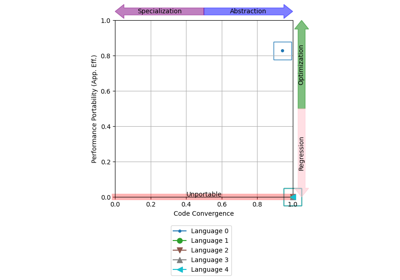 Specialization
Abstraction
1.0
0.8
0.6
0.4
0.2
0.0
Performance Portability (App. Eff.)
Optimization
Regression
Unportable
0.0
0.2
0.4
0.6
0.8
1.0
Code Convergence
Language 0
Language 1
Language 2
Language 3
Language 4